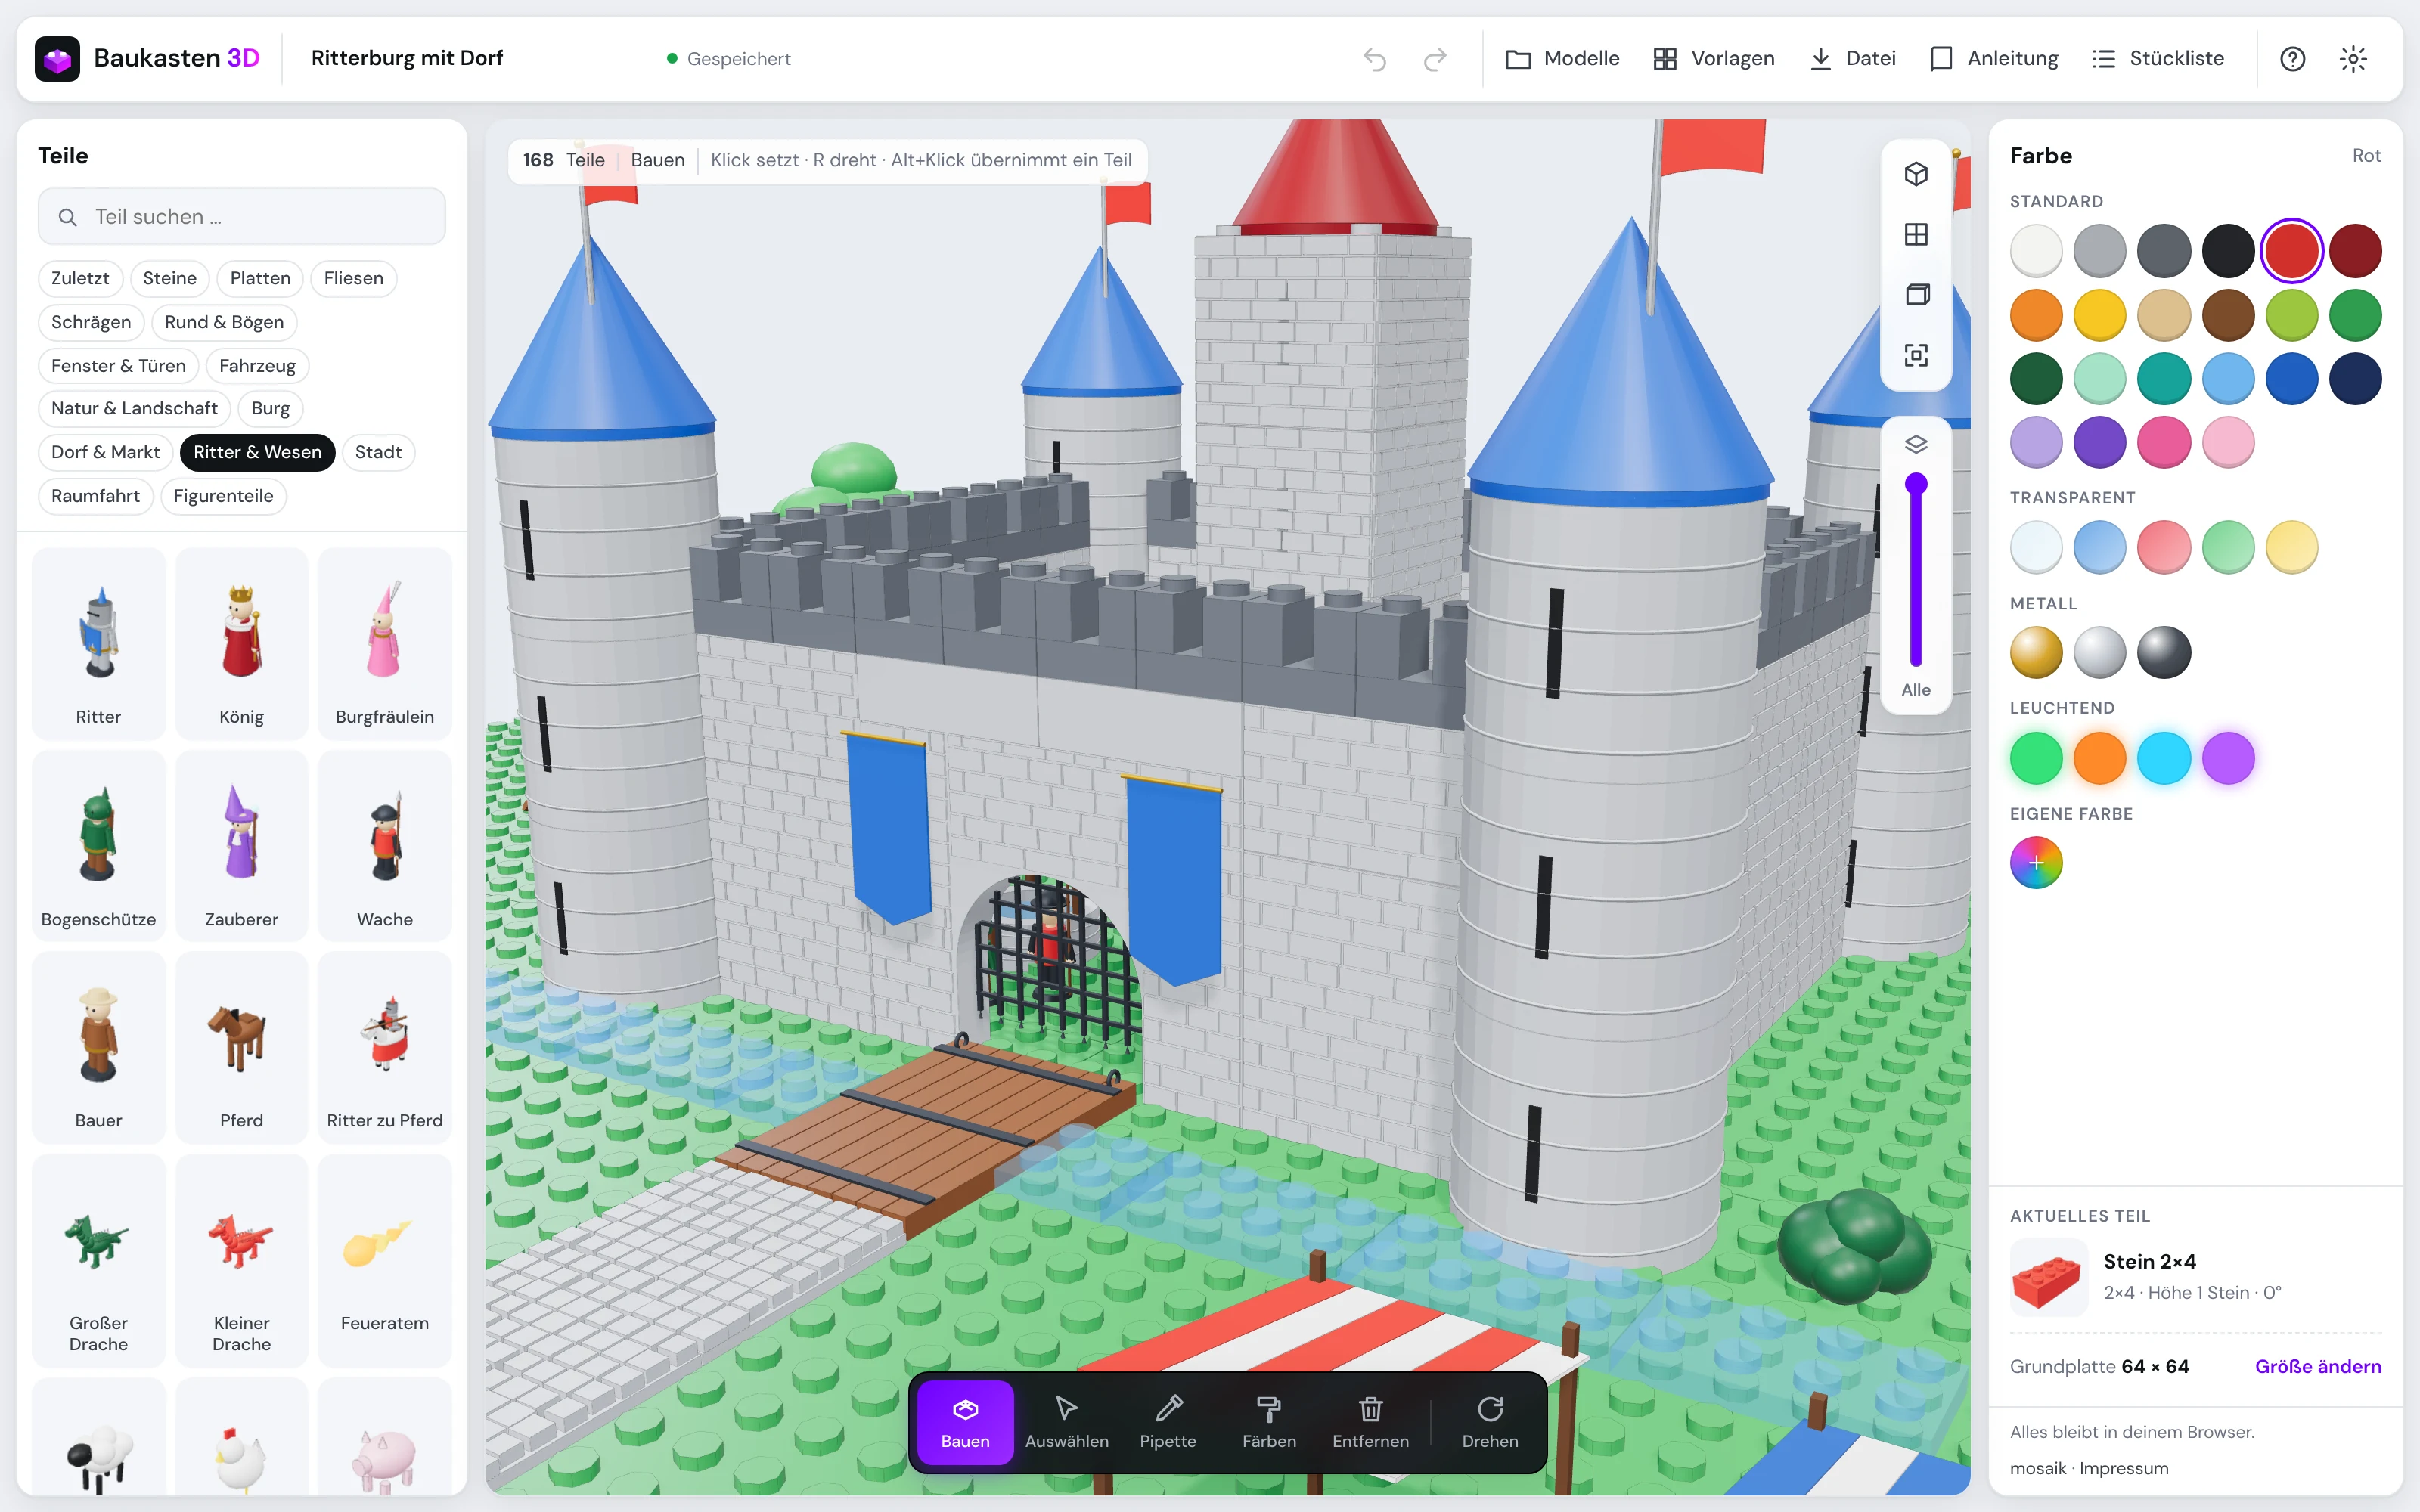 Baukasten 3D
Ritterburg mit Dorf
Gespeichert
Modelle
Vorlagen
Datei
Anleitung
Stückliste
Teile
Teil suchen ...
Zuletzt
Steine
Platten
Fliesen
Schrägen
Rund & Bögen
Fenster & Türen
Fahrzeug
Natur & Landschaft
Burg
Dorf & Markt
Ritter & Wesen
Stadt
Raumfahrt
Figurenteile
Ritter
König
Burgfräulein
Bogenschütze
Zauberer
Wache
Bauer
Pferd
Ritter zu Pferd
Großer
Drache
Kleiner
Drache
Feueratem
168 Teile
Bauen
Klick setzt · R dreht · Alt+Klick übernimmt ein Teil
Alle
Bauen
Auswählen
Pipette
Färben
Entfernen
Drehen
Farbe
Rot
STANDARD
TRANSPARENT
METALL
LEUCHTEND
EIGENE FARBE
AKTUELLES TEIL
Stein 2×4
2×4 · Höhe 1 Stein · 0°
Grundplatte 64 × 64
Größe ändern
Alles bleibt in deinem Browser.
mosaik · Impressum